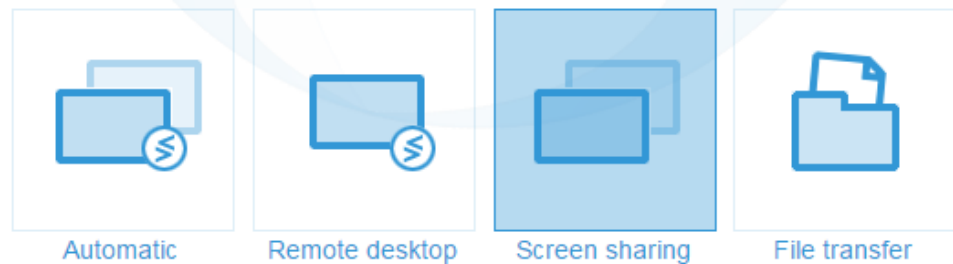 Automatic
Remote desktop
Screen sharing
File transfer